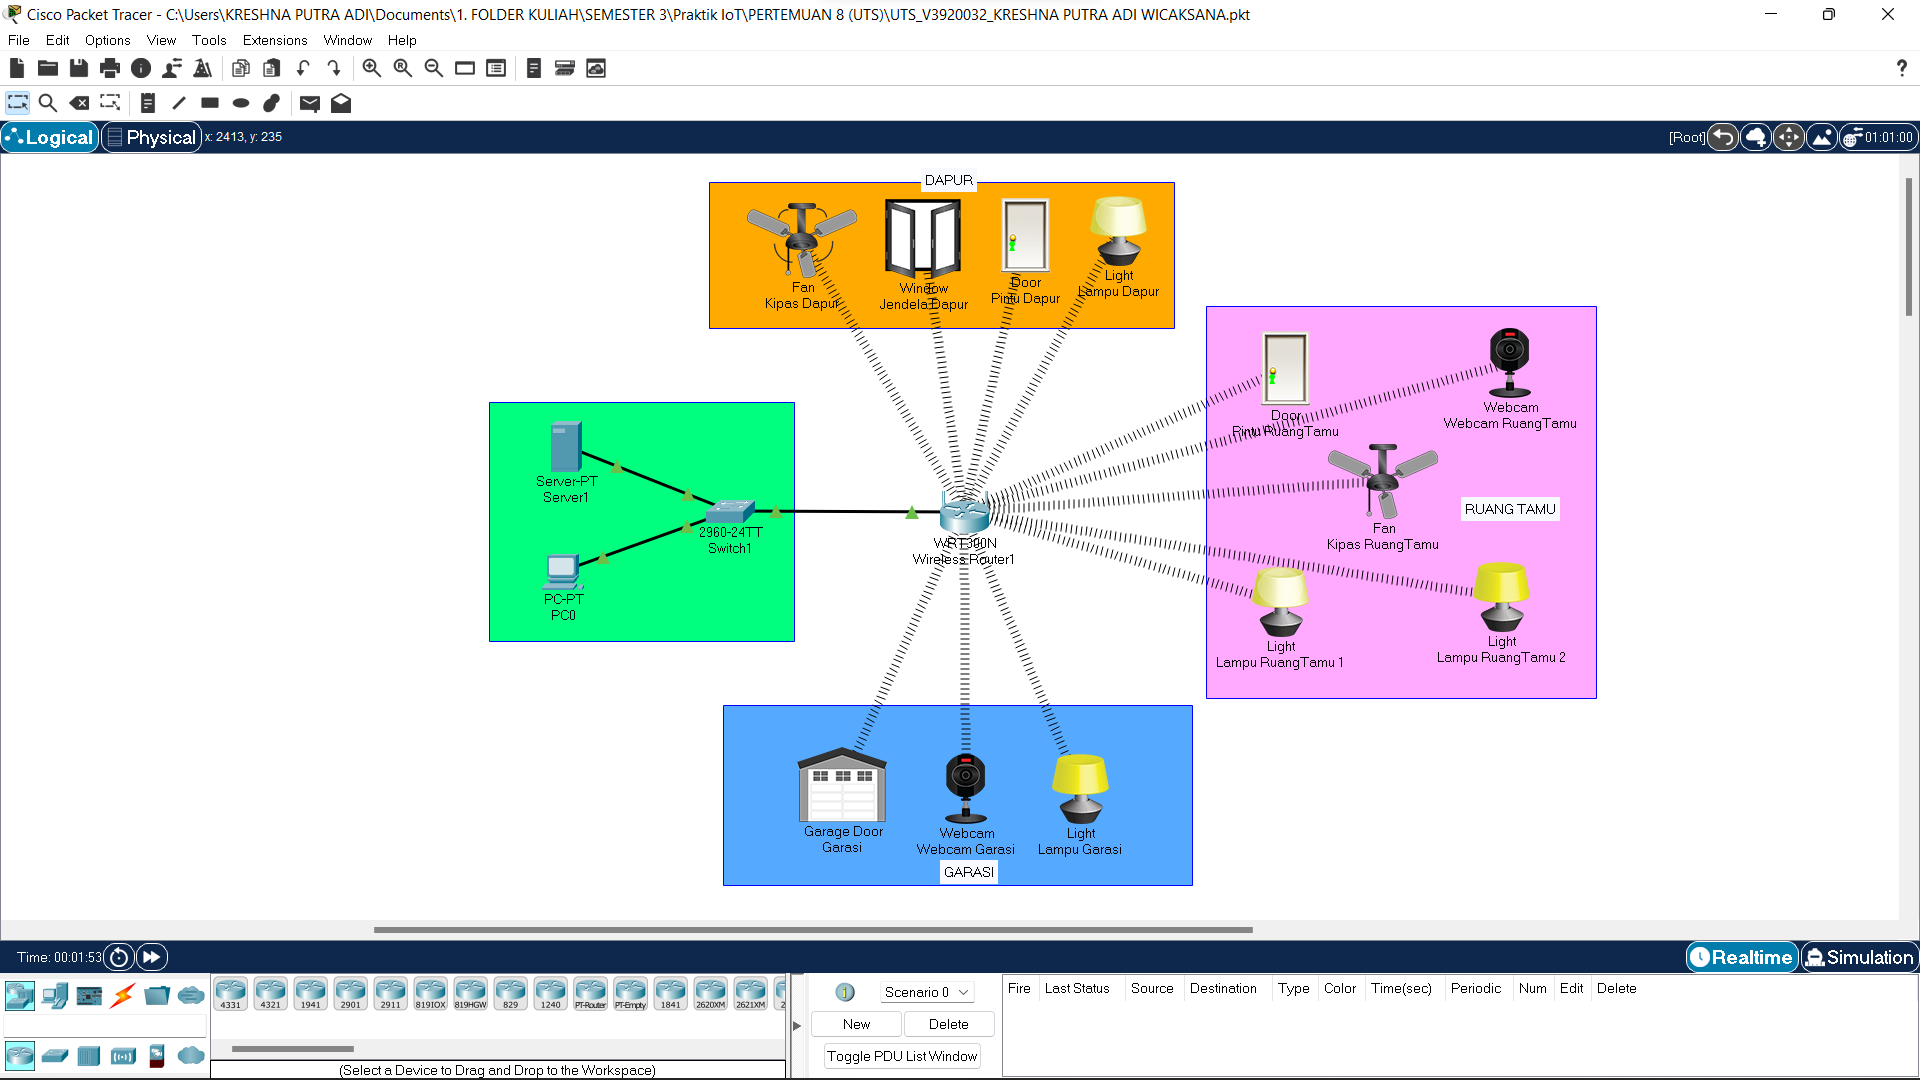 Cisco Packet Tracer - C:\Users\KRESHNA PUTRA ADI\Documents\1. FOLDER KULIAH\SEMESTER 3\Praktik IoT\PERTEMUAN 8 (UTS)\UTS_V3920032_KRESHNA PUTRA ADI WICAKSANA.pkt
File Edit Options View Tools Extensions Window Help
?
Logical Physical x: 2413, y: 235 [Root] 01:01:00
DAPUR
Fan
Kipas Dapur
Window
Jendela Dapur
Door
Pintu Dapur
Light
Lampu Dapur
Door
Pintu RuangTamu
Webcam
Webcam RuangTamu
Fan
Kipas RuangTamu
RUANG TAMU
Light
Lampu RuangTamu 1
Light
Lampu RuangTamu 2
Server-PT
Server1
2960-24TT
Switch1
PC-PT
PC0
WRT300N
Wireless Router1
Garage Door
Garasi
Webcam
Webcam Garasi
Light
Lampu Garasi
GARASI
Time: 00:01:53 Realtime Simulation
4331 4321 1941 2901 2911 819IOX 819HGW 829 1240 PT-Router PT-Empty 1841 2620XM 2621XM 2
(Select a Device to Drag and Drop to the Workspace)
Scenario 0
New Delete
Toggle PDU List Window
Fire Last Status Source Destination Type Color Time(sec) Periodic Num Edit Delete